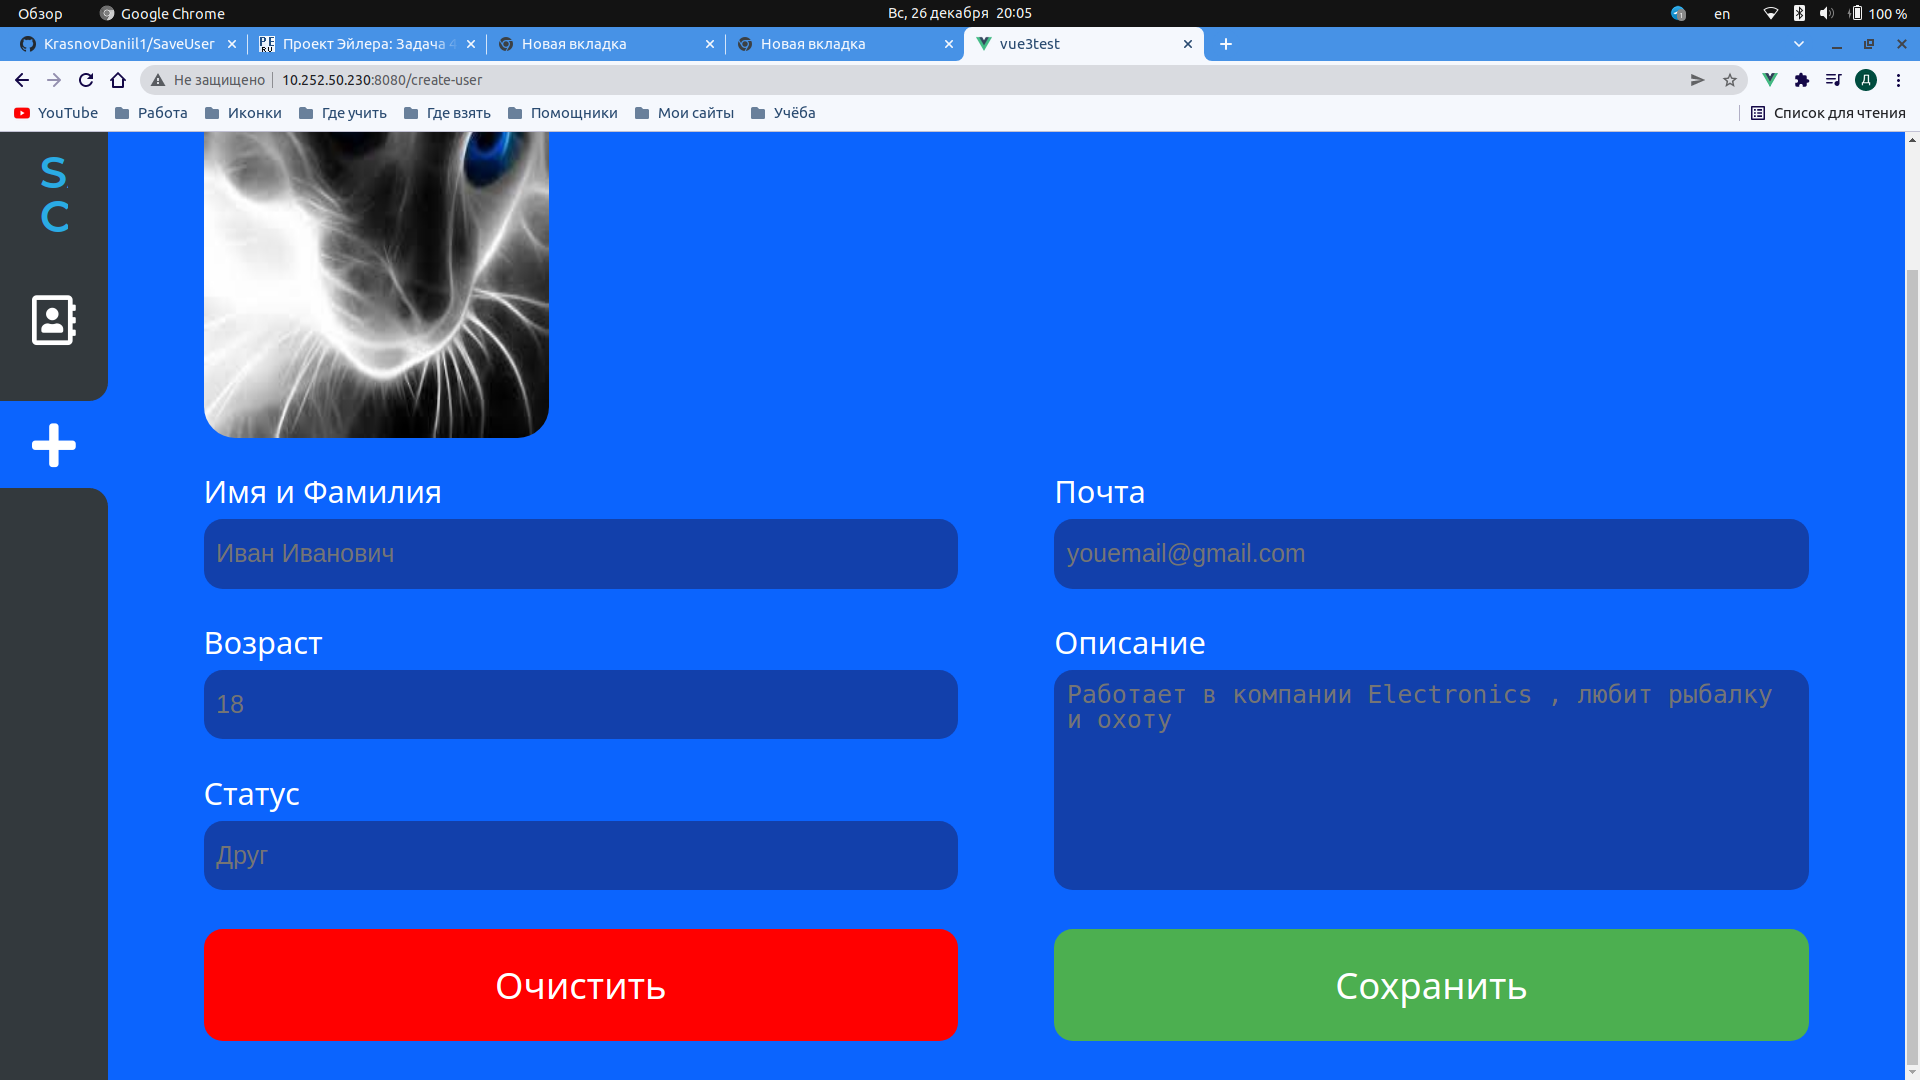 Обзор
Google Chrome
Вс, 26 декабря 20:05
en
100 %
KrasnovDaniil1/SaveUser
PE RU
Проект Эйлера: Задача
Новая вкладка
Новая вкладка
vue3test
Не защищено
10.252.50.230:8080/create-user
Д
YouTube
Работа
Иконки
Где учить
Где взять
Помощники
Мои сайты
Учёба
Список для чтения
S
C
Имя и Фамилия
Почта
Иван Иванович
youemail@gmail.com
Возраст
Описание
18
Работает в компании Electronics , любит рыбалку
и охоту
Статус
Друг
Очистить
Сохранить